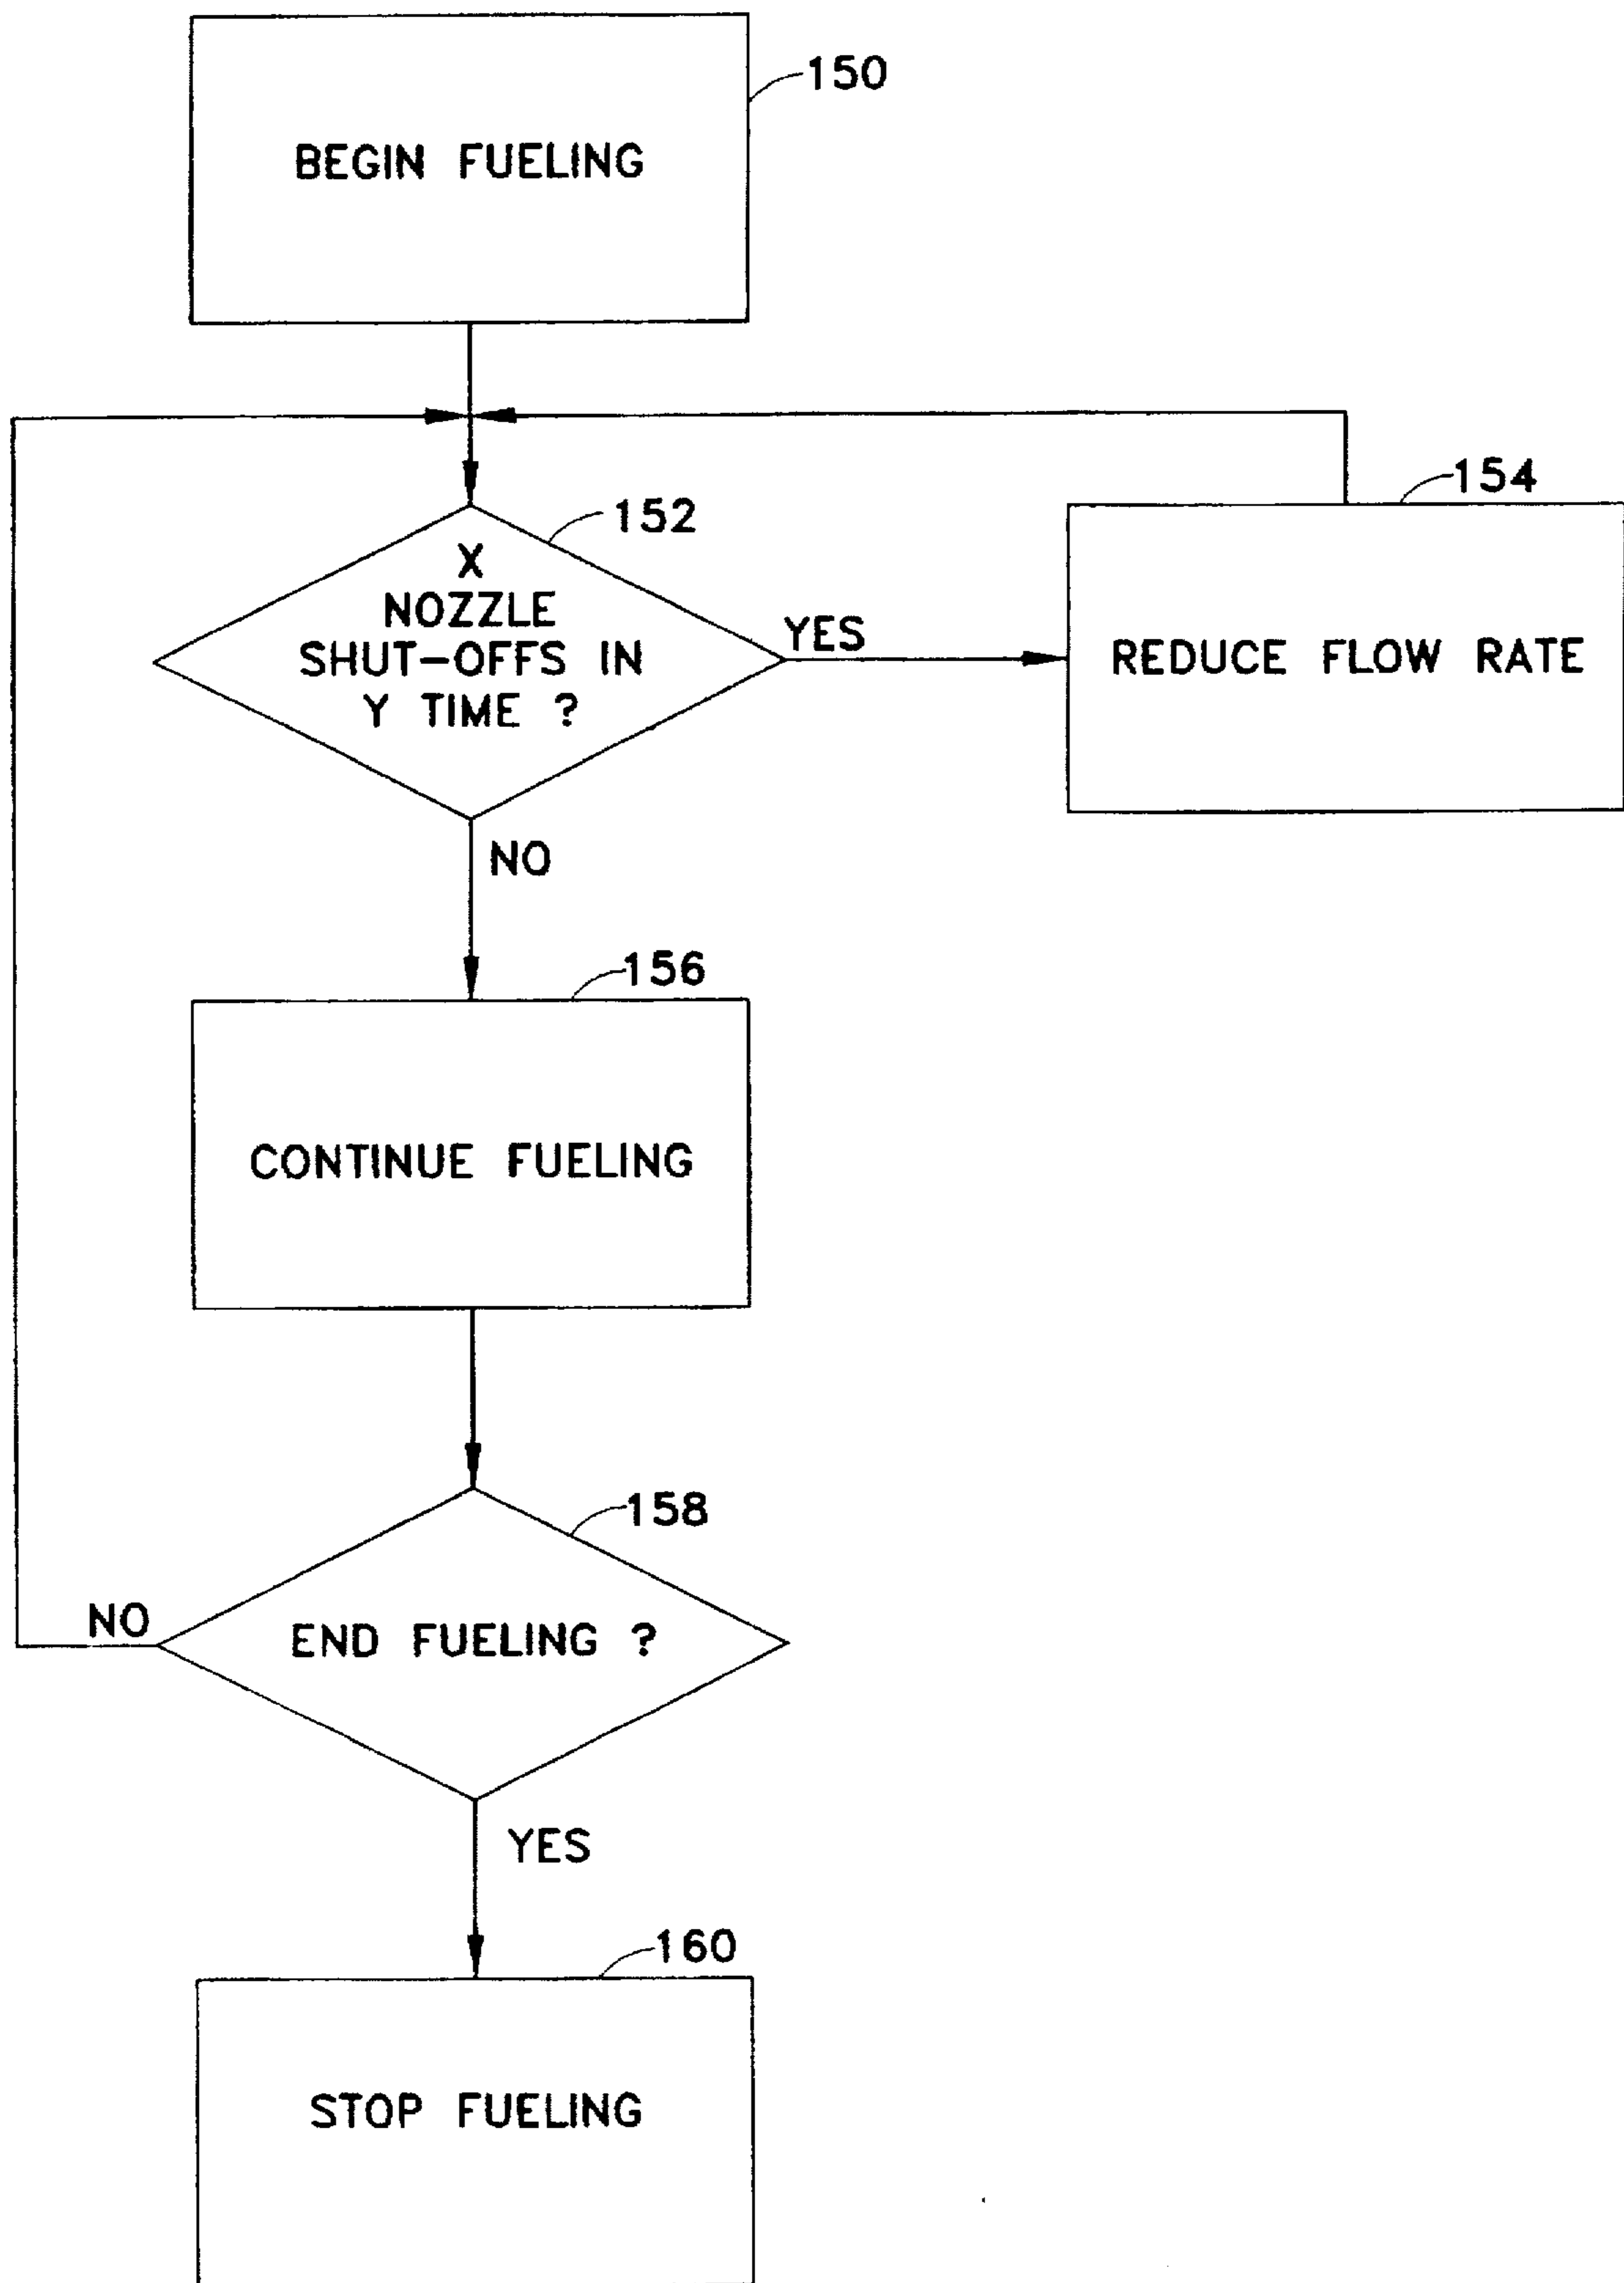 150
BEGIN FUELING
152
154
X
NOZZLE
SHUT-OFFS IN
Y TIME ?
YES
REDUCE FLOW RATE
NO
156
CONTINUE FUELING
158
NO
END FUELING ?
YES
160
STOP FUELING